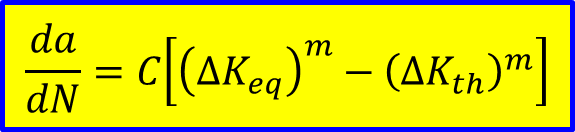 da/dN = C[(ΔK_eq)^m − (ΔK_th)^m]